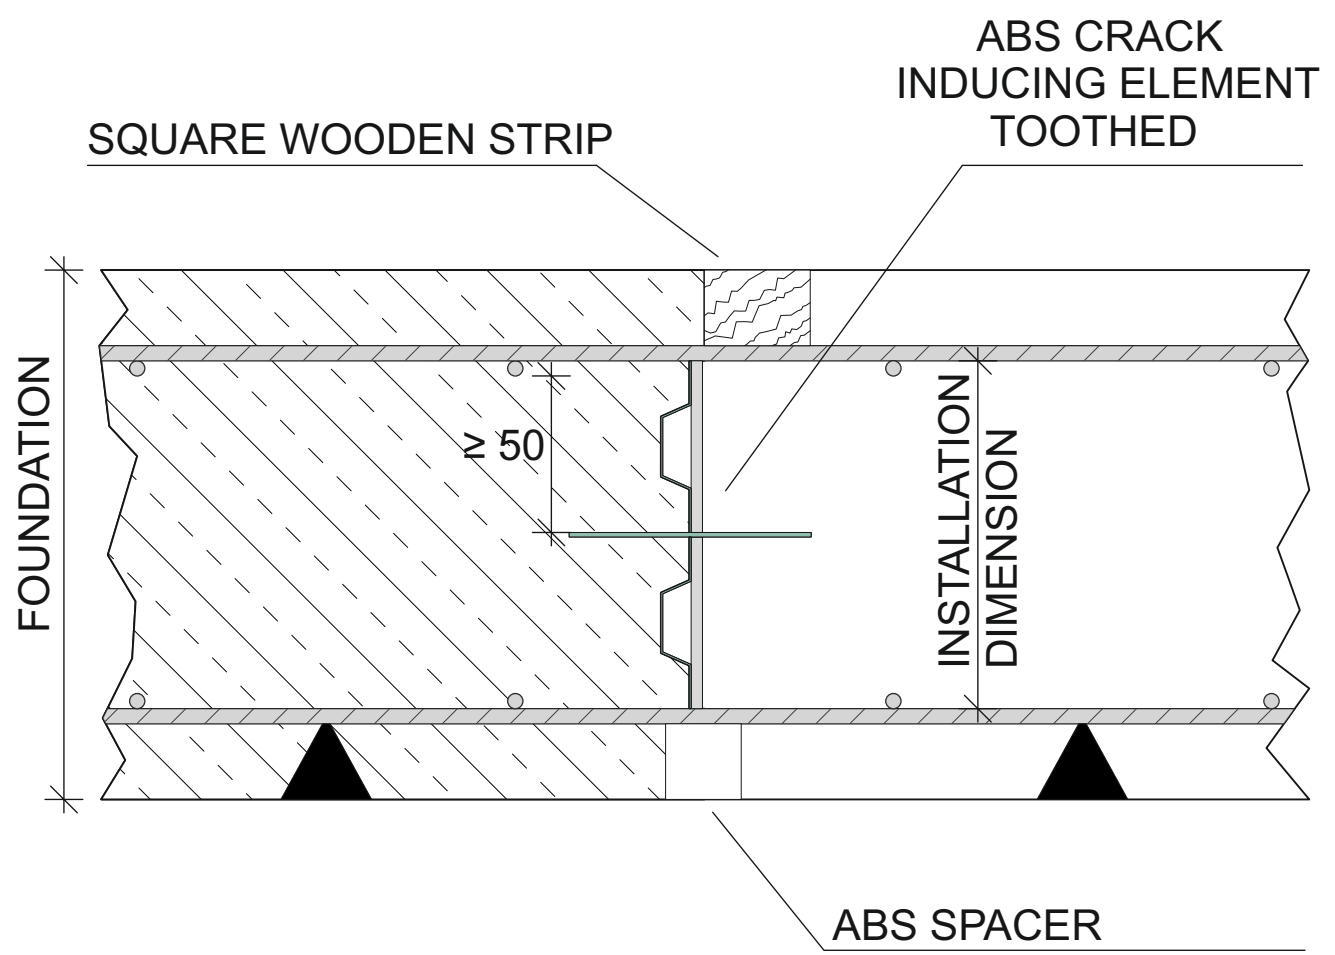 ABS CRACK
INDUCING ELEMENT
TOOTHED
SQUARE WOODEN STRIP
FOUNDATION
≥ 50
INSTALLATION
DIMENSION
ABS SPACER